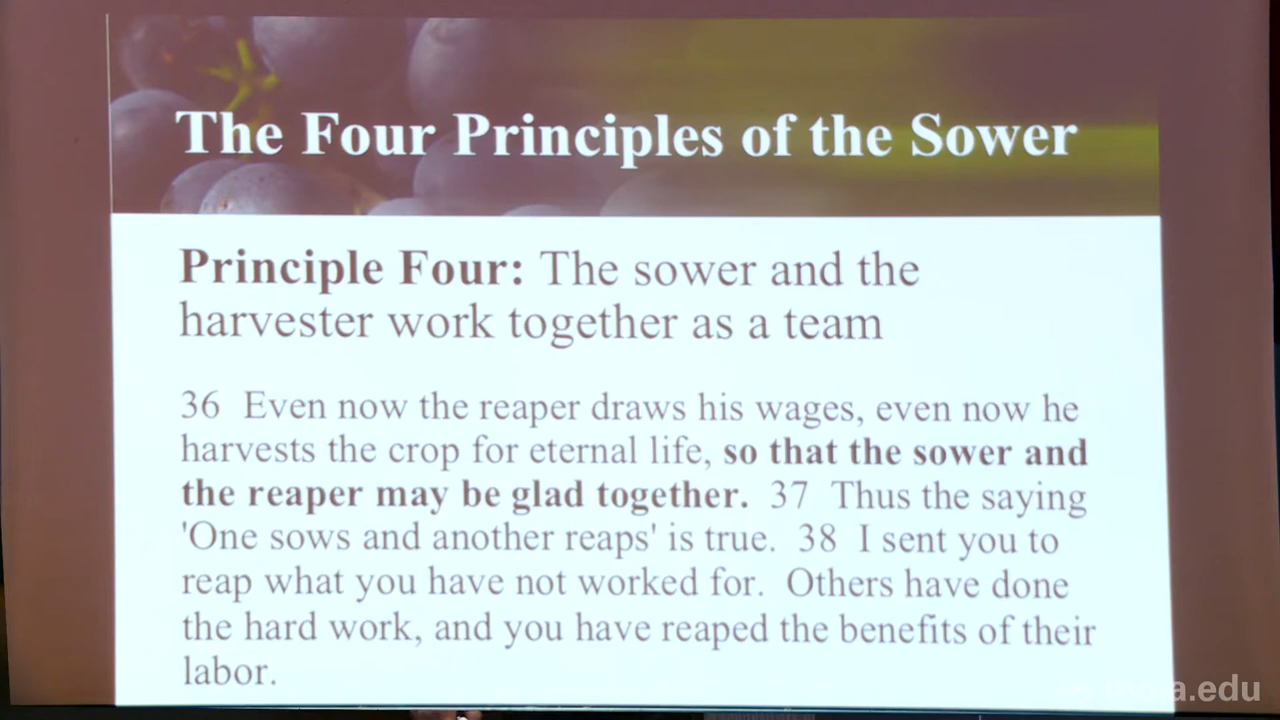 The Four Principles of the Sower
Principle Four: The sower and the
harvester work together as a team
36 Even now the reaper draws his wages, even now he
harvests the crop for eternal life, so that the sower and
the reaper may be glad together. 37 Thus the saying
'One sows and another reaps' is true. 38 I sent you to
reap what you have not worked for. Others have done
the hard work, and you have reaped the benefits of their
labor.